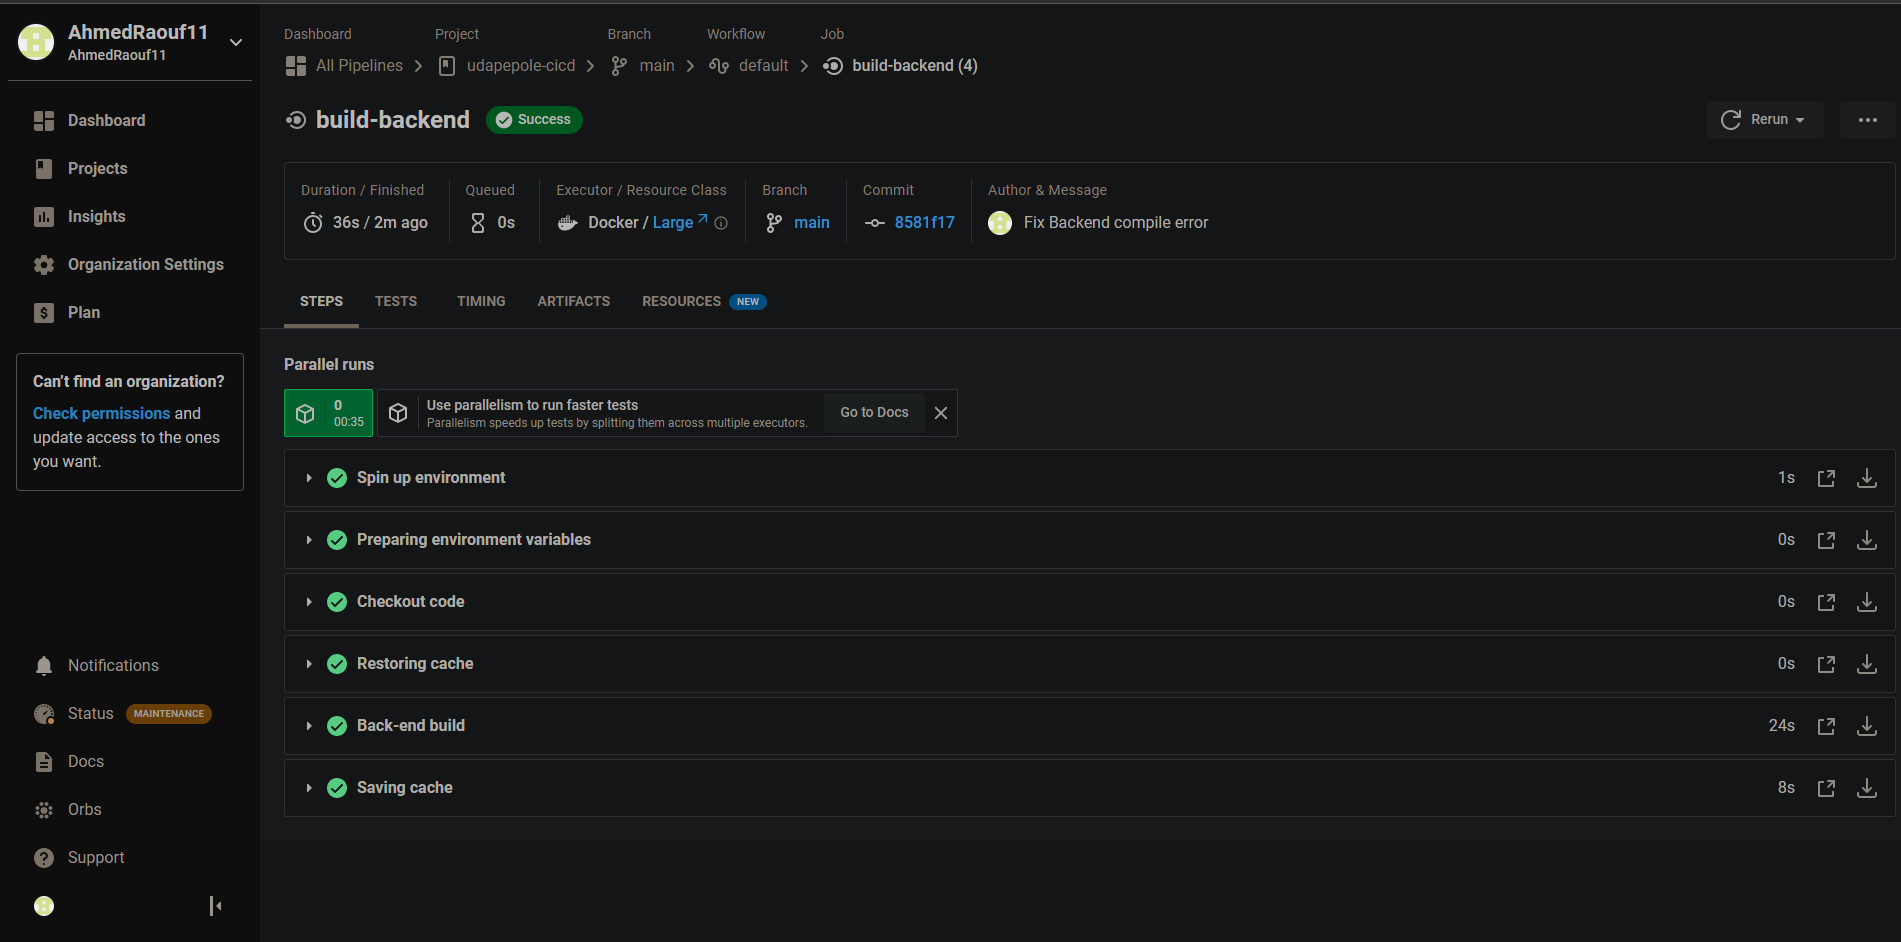 AhmedRaouf11
AhmedRaouf11
Dashboard
Projects
Insights
Organization Settings
Plan
Can't find an organization?
Check permissions and
update access to the ones
you want.
Notifications
Status MAINTENANCE
Docs
Orbs
Support
Dashboard Project Branch Workflow Job
All Pipelines udapepole-cicd main default build-backend (4)
build-backend Success Rerun
Duration / Finished Queued Executor / Resource Class Branch Commit Author & Message
36s / 2m ago 0s Docker / Large main 8581f17 Fix Backend compile error
STEPS TESTS TIMING ARTIFACTS RESOURCES NEW
Parallel runs
0
00:35
Use parallelism to run faster tests
Parallelism speeds up tests by splitting them across multiple executors.
Go to Docs
Spin up environment 1s
Preparing environment variables 0s
Checkout code 0s
Restoring cache 0s
Back-end build 24s
Saving cache 8s